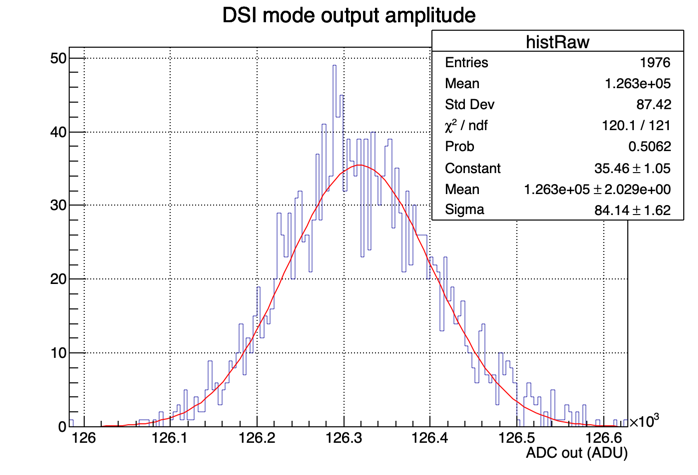 DSI mode output amplitude
histRaw
Entries 1976
Mean 1.263e+05
Std Dev 87.42
χ² / ndf 120.1 / 121
Prob 0.5062
Constant 35.46 ± 1.05
Mean 1.263e+05 ± 2.029e+00
Sigma 84.14 ± 1.62
50
40
30
20
10
0
126 126.1 126.2 126.3 126.4 126.5 126.6 ×10³
ADC out (ADU)